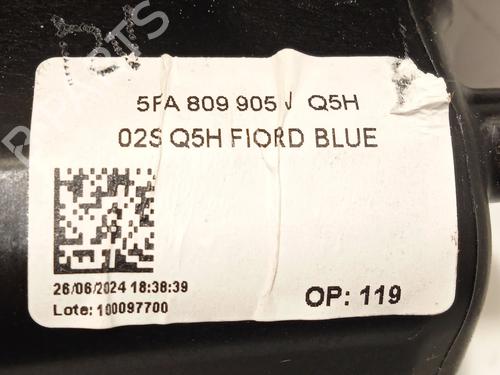 5FA 809 905 J Q5H
02S Q5H FIORD BLUE
26/06/2024 18:38:39
Lote: 100097700
OP: 119